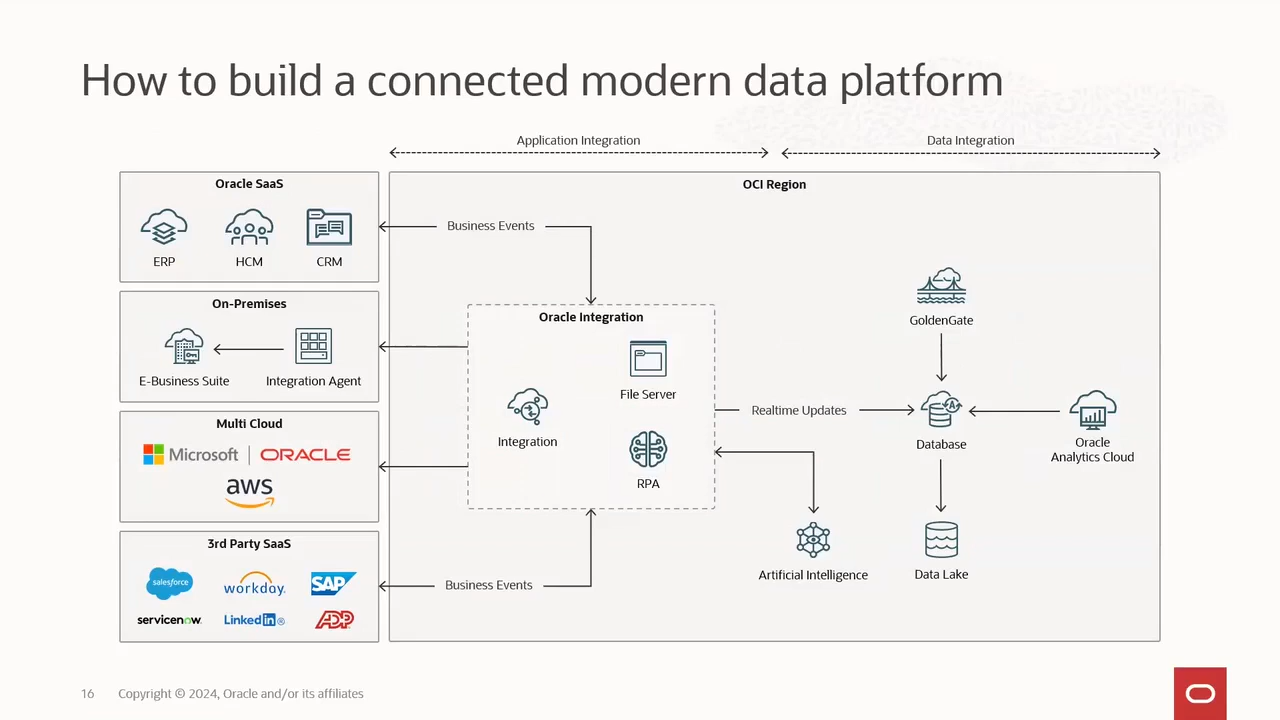 How to build a connected modern data platform
Application Integration
Data Integration
Oracle SaaS
ERP
HCM
CRM
On-Premises
E-Business Suite
Integration Agent
Multi Cloud
Microsoft
ORACLE
aws
3rd Party SaaS
salesforce
workday.
SAP
servicenow.
LinkedIn®
ADP
OCI Region
Business Events
Oracle Integration
File Server
Integration
RPA
Business Events
Realtime Updates
GoldenGate
Database
Oracle
Analytics Cloud
Artificial Intelligence
Data Lake
16 Copyright © 2024, Oracle and/or its affiliates